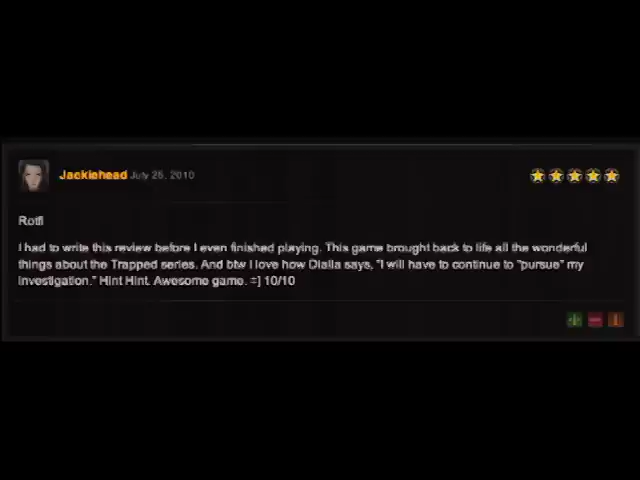 Jackiehead July 25, 2010
Rotfl
I had to write this review before I even finished playing. This game brought back to life all the wonderful
things about the Trapped series. And btw I love how Dialla says, "I will have to continue to "pursue" my
investigation." Hint Hint. Awesome game. =] 10/10